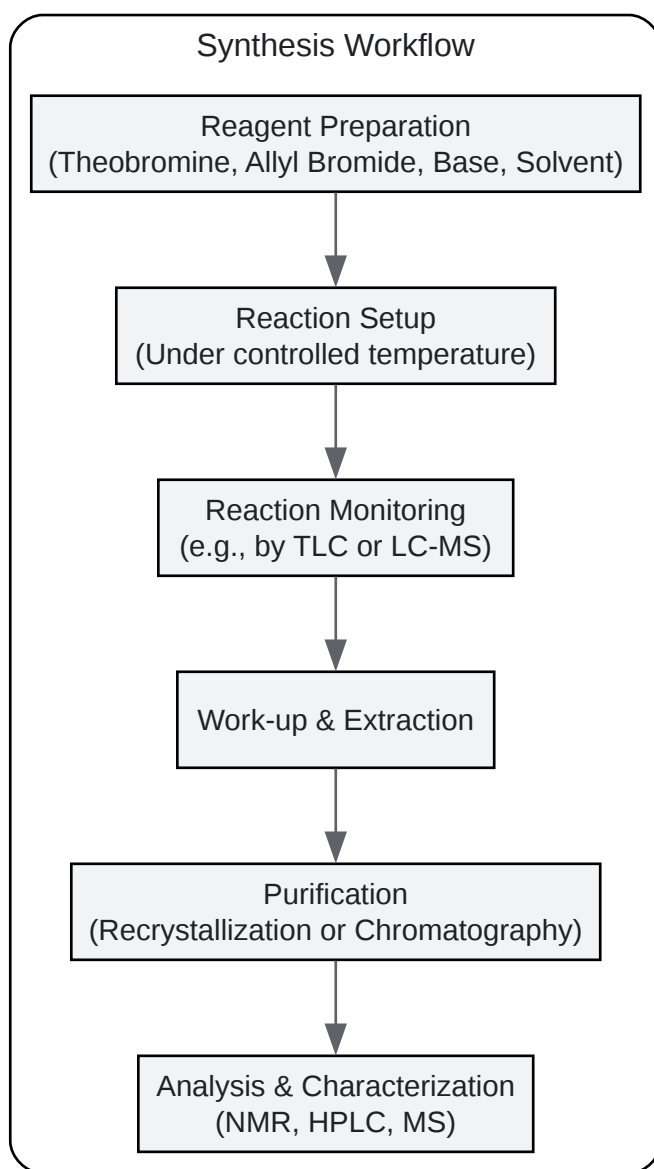 Synthesis Workflow
Reagent Preparation
(Theobromine, Allyl Bromide, Base, Solvent)
Reaction Setup
(Under controlled temperature)
Reaction Monitoring
(e.g., by TLC or LC-MS)
Work-up & Extraction
Purification
(Recrystallization or Chromatography)
Analysis & Characterization
(NMR, HPLC, MS)